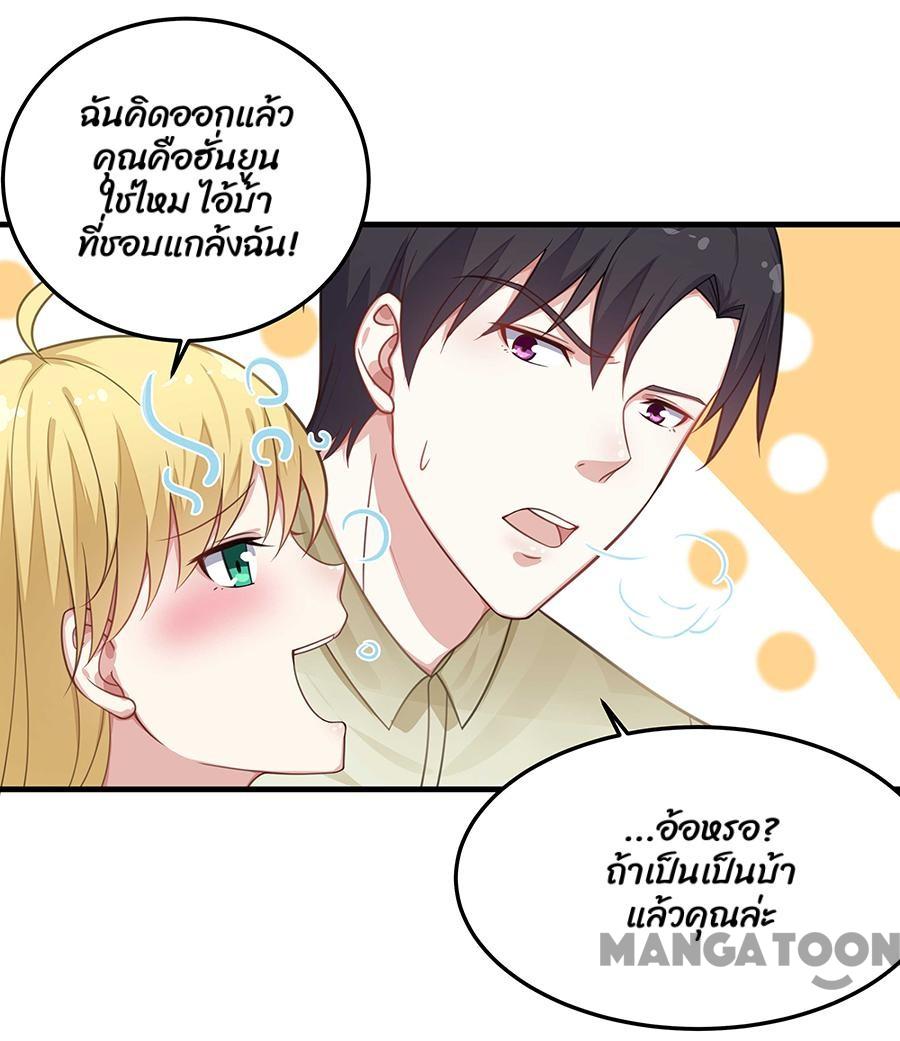 ฉันคิดออกแล้ว
คุณคือฮั่นยูน
ใช่ไหม ไอ้บ้า
ที่ชอบแกล้งฉัน!
...อ้อหรอ?
ถ้าเป็นเป็นบ้า
แล้วคุณล่ะ
MANGATOON